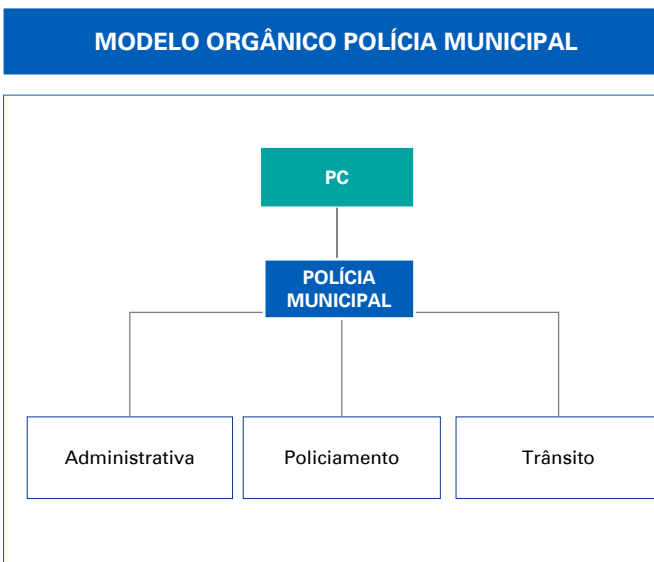 MODELO ORGÂNICO POLÍCIA MUNICIPAL
PC
POLÍCIA
MUNICIPAL
Administrativa
Policiamento
Trânsito